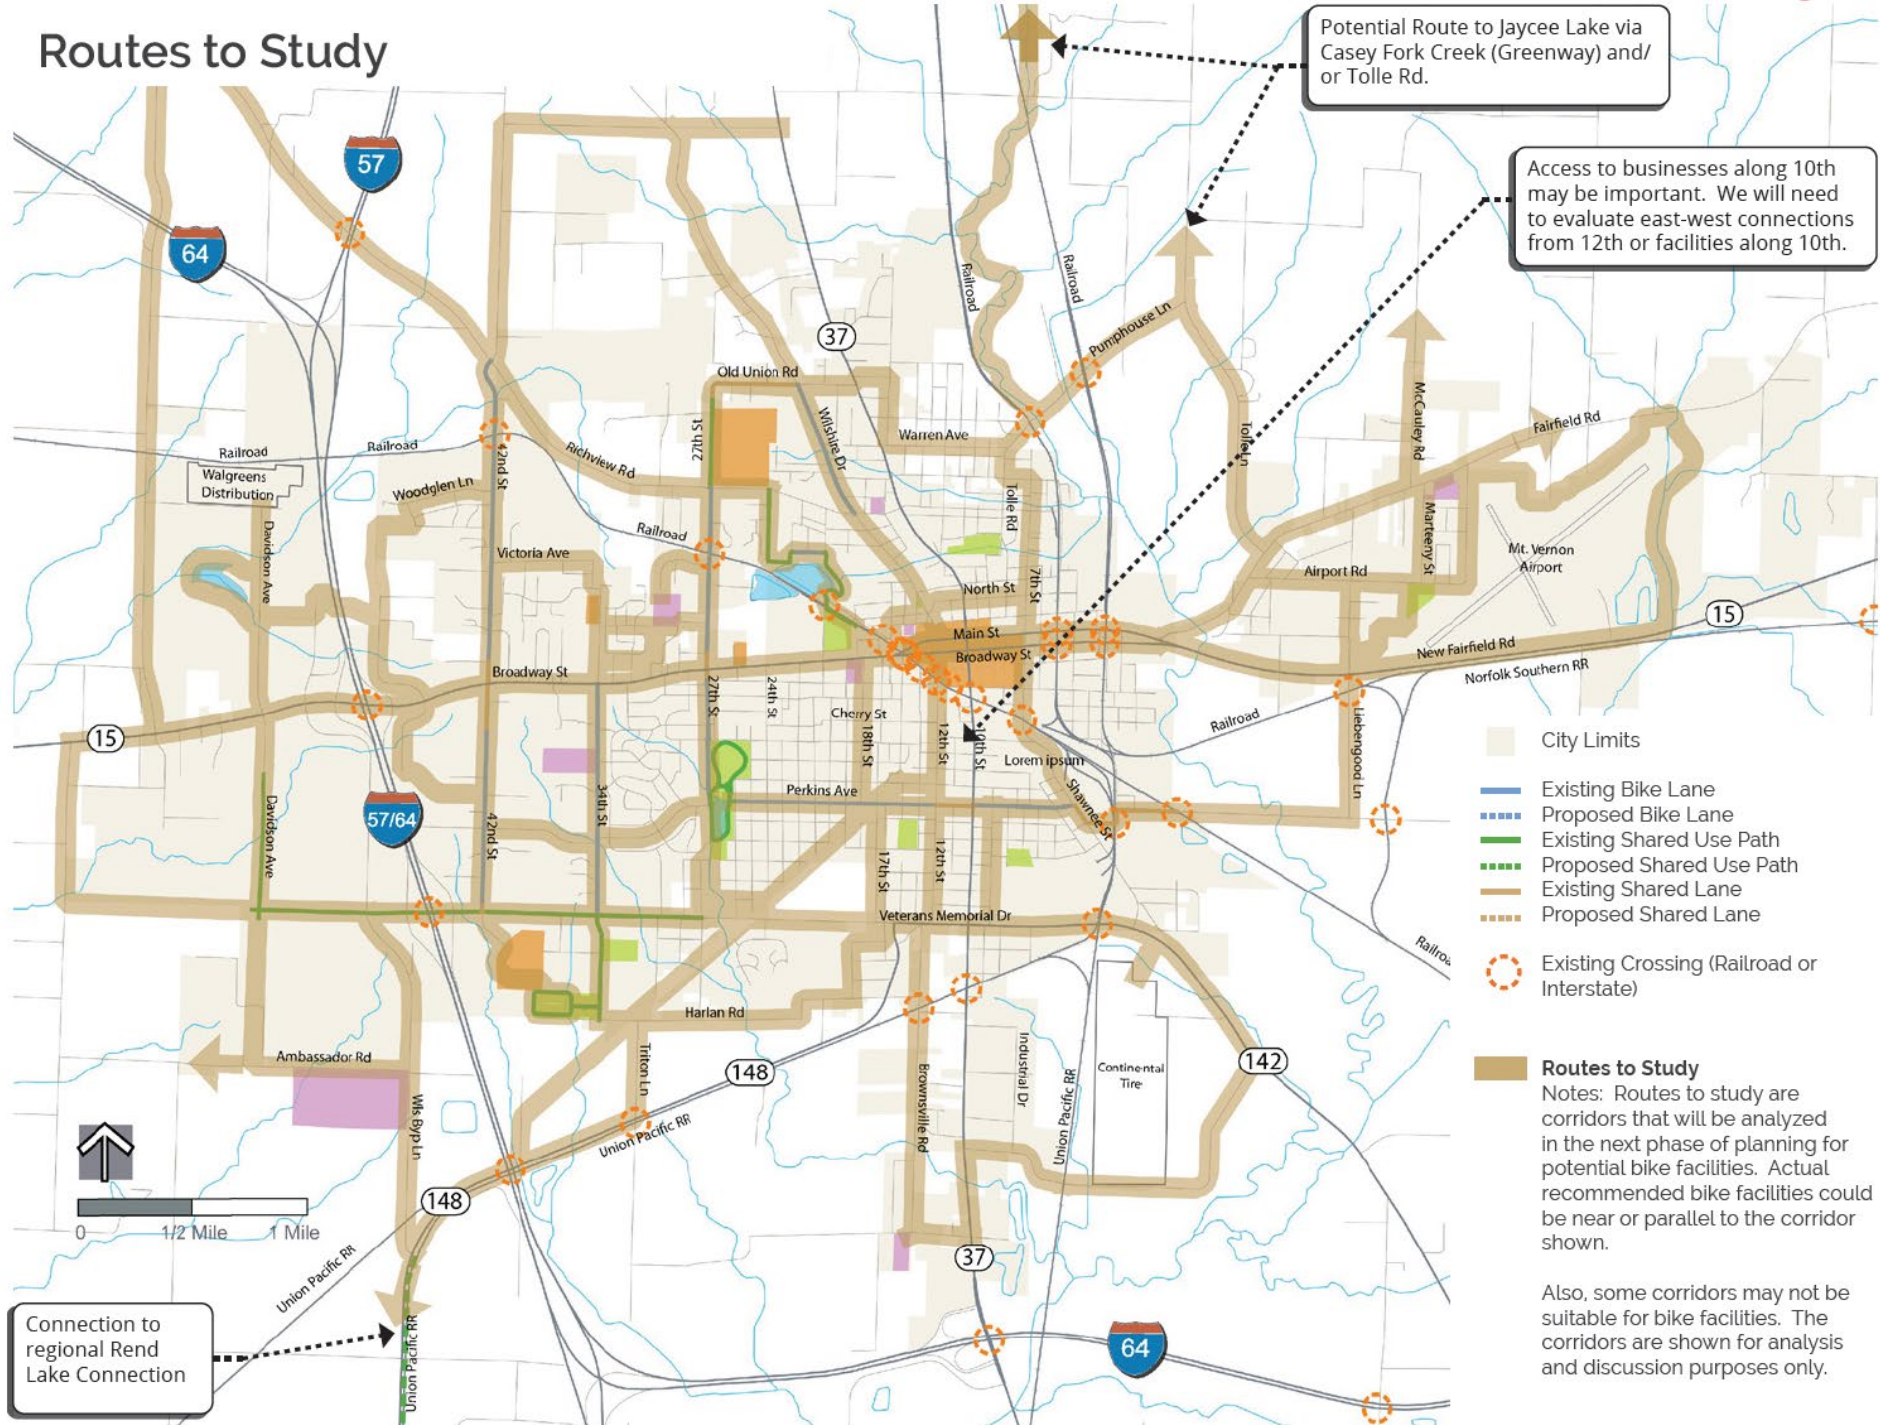 Routes to Study
Potential Route to Jaycee Lake via
Casey Fork Creek (Greenway) and/
or Tolle Rd.
Access to businesses along 10th
may be important. We will need
to evaluate east-west connections
from 12th or facilities along 10th.
57
64
37
Railroad
Railroad
Pumphouse Ln
Old Union Rd
27th St
Wilshire Dr
Warren Ave
Tolle Ln
McCauley Rd
Fairfield Rd
Railroad
Railroad
Walgreens
Distribution
Woodglen Ln
42nd St
Richview Rd
Tolle Rd
Marteeny St
Davidson Ave
Railroad
Victoria Ave
Mt. Vernon
Airport
Airport Rd
North St
7th St
15
Main St
Broadway St
New Fairfield Rd
Norfolk Southern RR
Broadway St
27th St
24th St
Cherry St
18th St
12th St
10th St
Lorem ipsum
Railroad
Liebengood Ln
15
Davidson Ave
57/64
42nd St
34th St
Perkins Ave
Shawnee St
17th St
12th St
Veterans Memorial Dr
Railroa
Harlan Rd
Ambassador Rd
Triton Ln
148
Brownsville Rd
Industrial Dr
Union Pacific RR
Continental
Tire
142
Wls Byp Ln
Union Pacific RR
148
0
1/2 Mile
1 Mile
Union Pacific RR
37
64
Connection to
regional Rend
Lake Connection
Union Pacific RR
City Limits
Existing Bike Lane
Proposed Bike Lane
Existing Shared Use Path
Proposed Shared Use Path
Existing Shared Lane
Proposed Shared Lane
Existing Crossing (Railroad or
Interstate)
Routes to Study
Notes: Routes to study are
corridors that will be analyzed
in the next phase of planning for
potential bike facilities. Actual
recommended bike facilities could
be near or parallel to the corridor
shown.
Also, some corridors may not be
suitable for bike facilities. The
corridors are shown for analysis
and discussion purposes only.